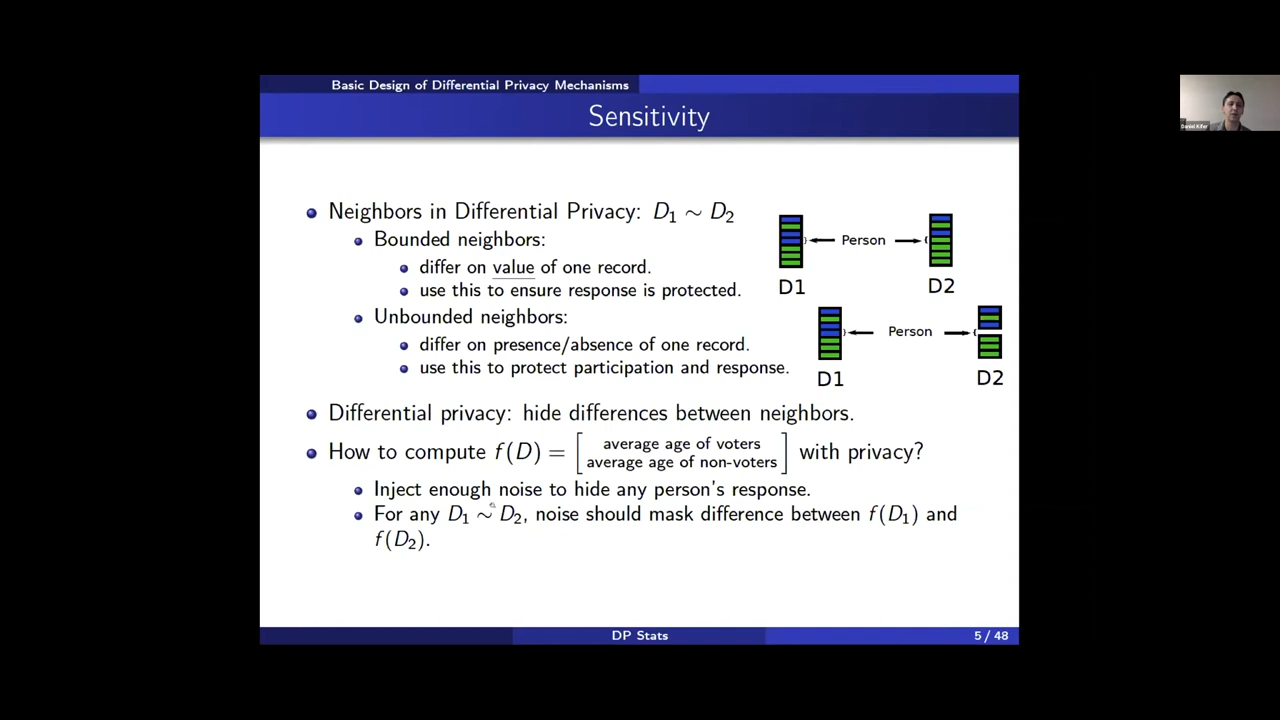 Basic Design of Differential Privacy Mechanisms
Sensitivity
Daniel Kifer
Neighbors in Differential Privacy: D₁ ∼ D₂
Bounded neighbors:
differ on value of one record.
use this to ensure response is protected.
Person
D1
D2
Unbounded neighbors:
differ on presence/absence of one record.
use this to protect participation and response.
Person
D1
D2
Differential privacy: hide differences between neighbors.
How to compute f(D) = [ average age of voters
average age of non-voters ] with privacy?
Inject enough noise to hide any person's response.
For any D₁ ∼ D₂, noise should mask difference between f(D₁) and
f(D₂).
DP Stats
5 / 48